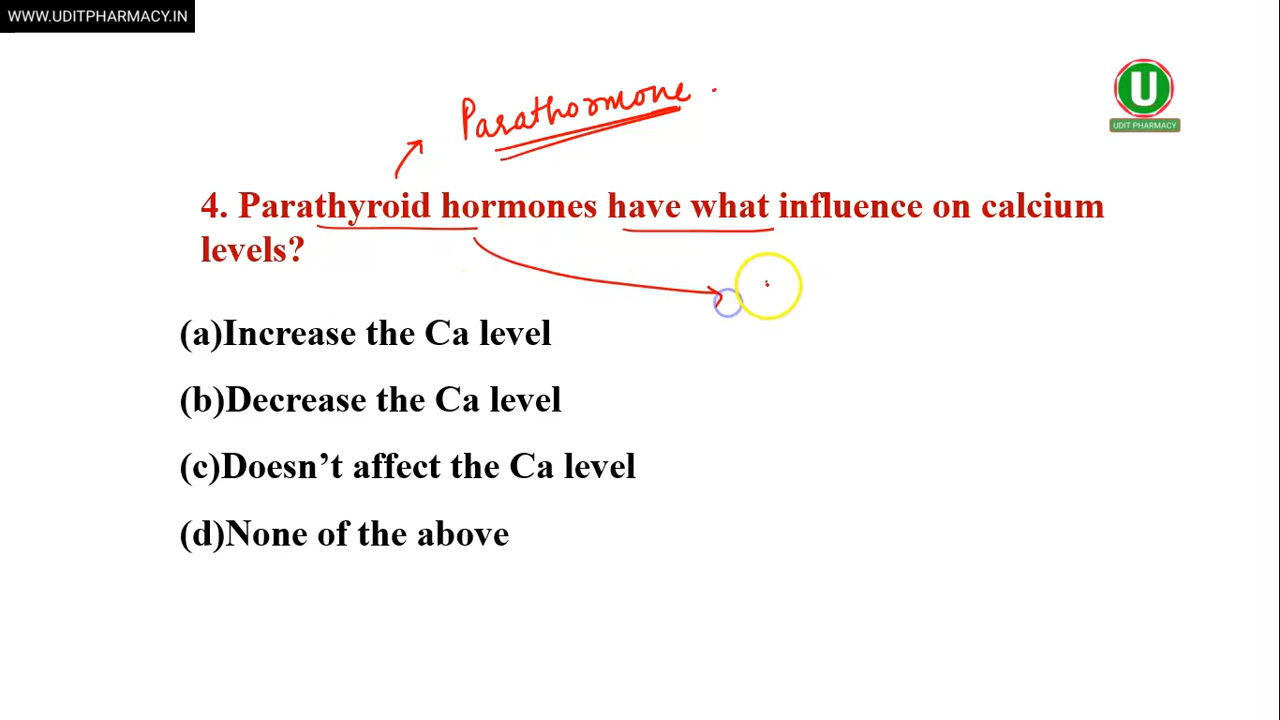 WWW.UDITPHARMACY.IN
U
UDIT PHARMACY
Parathormone.
4. Parathyroid hormones have what influence on calcium
levels?
(a)Increase the Ca level
(b)Decrease the Ca level
(c)Doesn’t affect the Ca level
(d)None of the above